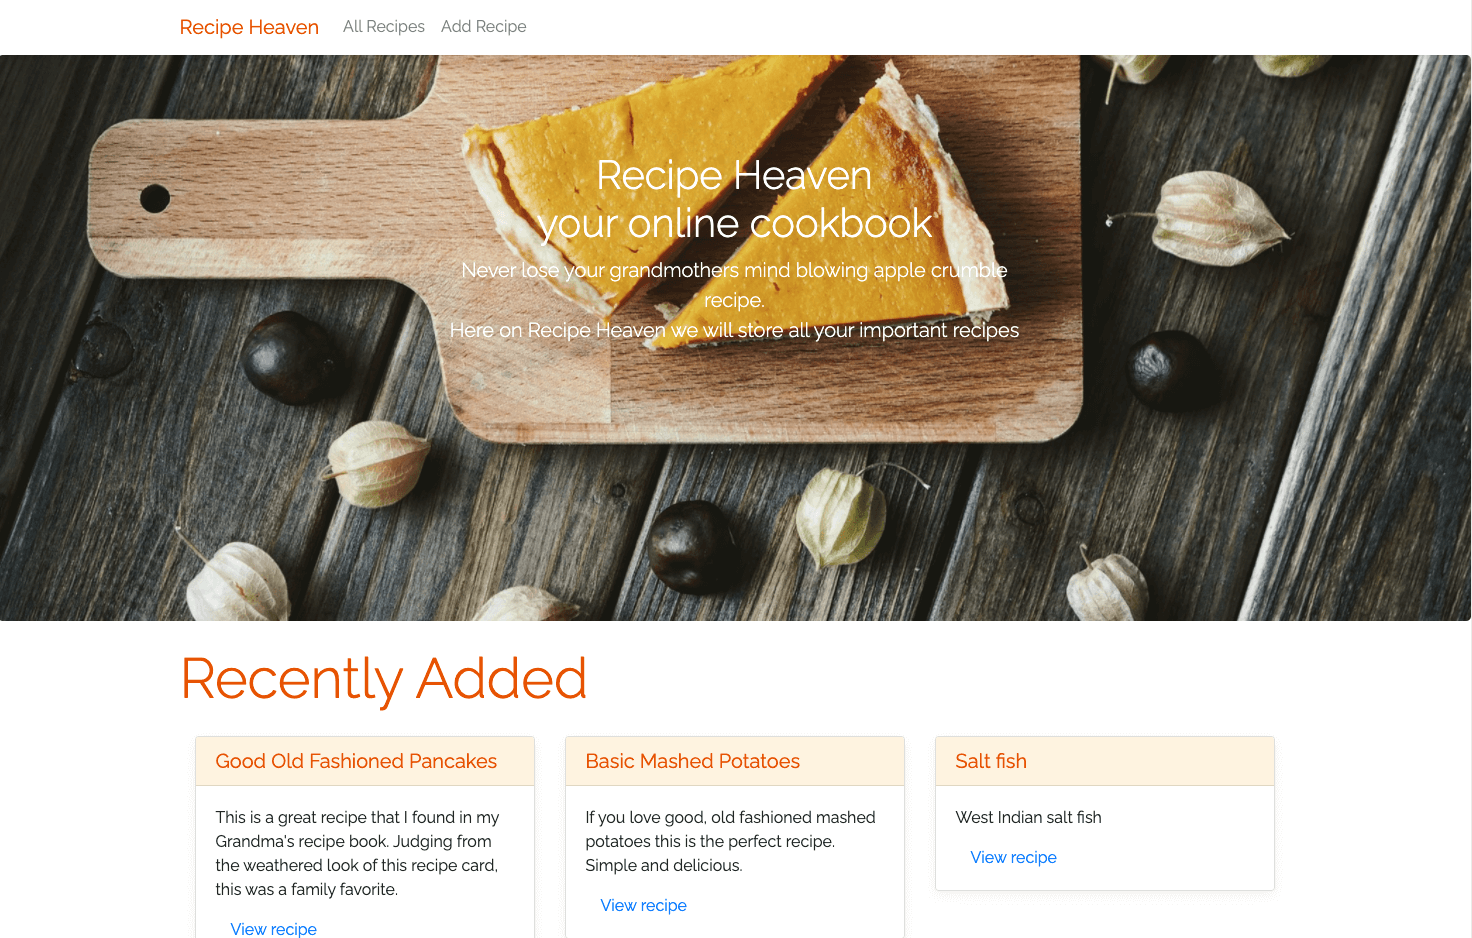 Recipe Heaven All Recipes Add Recipe
Recipe Heaven
your online cookbook
Never lose your grandmothers mind blowing apple crumble
recipe.
Here on Recipe Heaven we will store all your important recipes
Recently Added
Good Old Fashioned Pancakes
This is a great recipe that I found in my
Grandma's recipe book. Judging from
the weathered look of this recipe card,
this was a family favorite.
View recipe
Basic Mashed Potatoes
If you love good, old fashioned mashed
potatoes this is the perfect recipe.
Simple and delicious.
View recipe
Salt fish
West Indian salt fish
View recipe